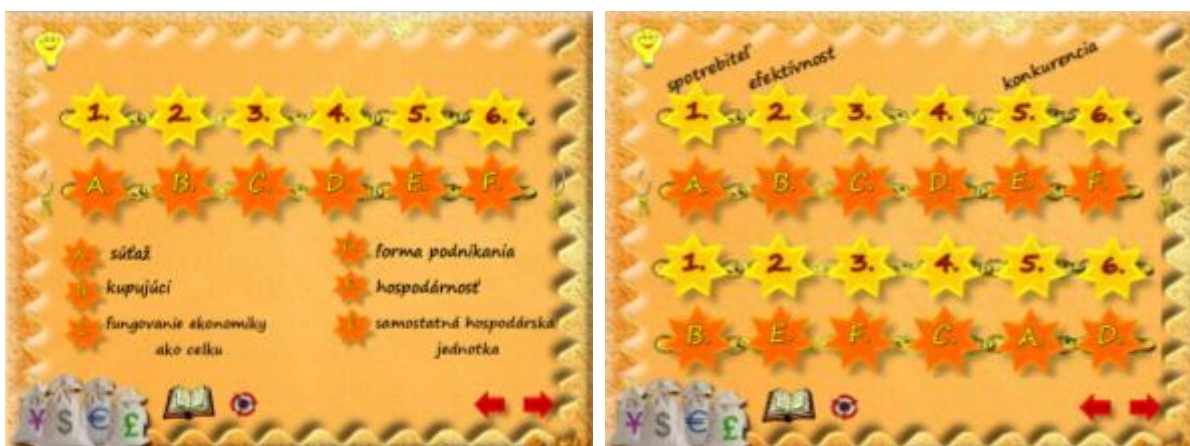 1. 2. 3. 4. 5. 6.
A. B. C. D. E. F.
A. súťaž
B. kupujúci
C. fungovanie ekonomiky
ako celku
D. forma podnikania
E. hospodárnosť
F. samostatná hospodárska
jednotka
¥ $ € £
spotrebiteľ efektívnosť konkurencia
1. 2. 3. 4. 5. 6.
A. B. C. D. E. F.
1. 2. 3. 4. 5. 6.
B. E. F. C. A. D.
¥ $ € £